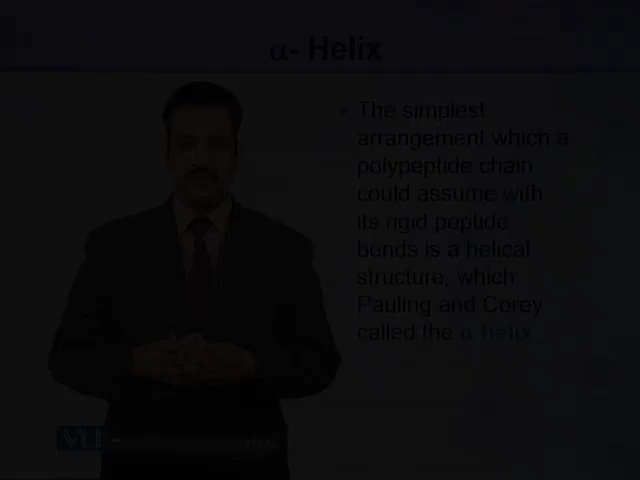 α- Helix
The simplest
arrangement which a
polypeptide chain
could assume with
its rigid peptide
bonds is a helical
structure, which
Pauling and Corey
called the α helix